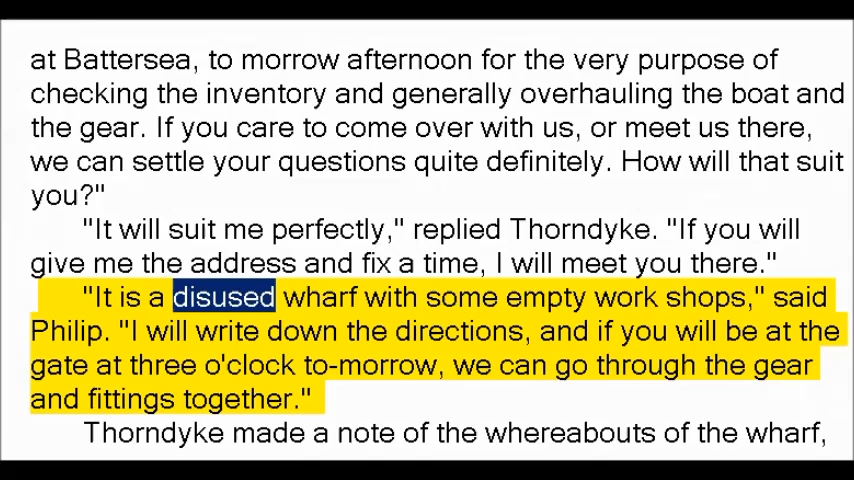 at Battersea, to morrow afternoon for the very purpose of
checking the inventory and generally overhauling the boat and
the gear. If you care to come over with us, or meet us there,
we can settle your questions quite definitely. How will that suit
you?"
"It will suit me perfectly," replied Thorndyke. "If you will
give me the address and fix a time, I will meet you there."
"It is a disused wharf with some empty work shops," said
Philip. "I will write down the directions, and if you will be at the
gate at three o'clock to-morrow, we can go through the gear
and fittings together."
Thorndyke made a note of the whereabouts of the wharf,